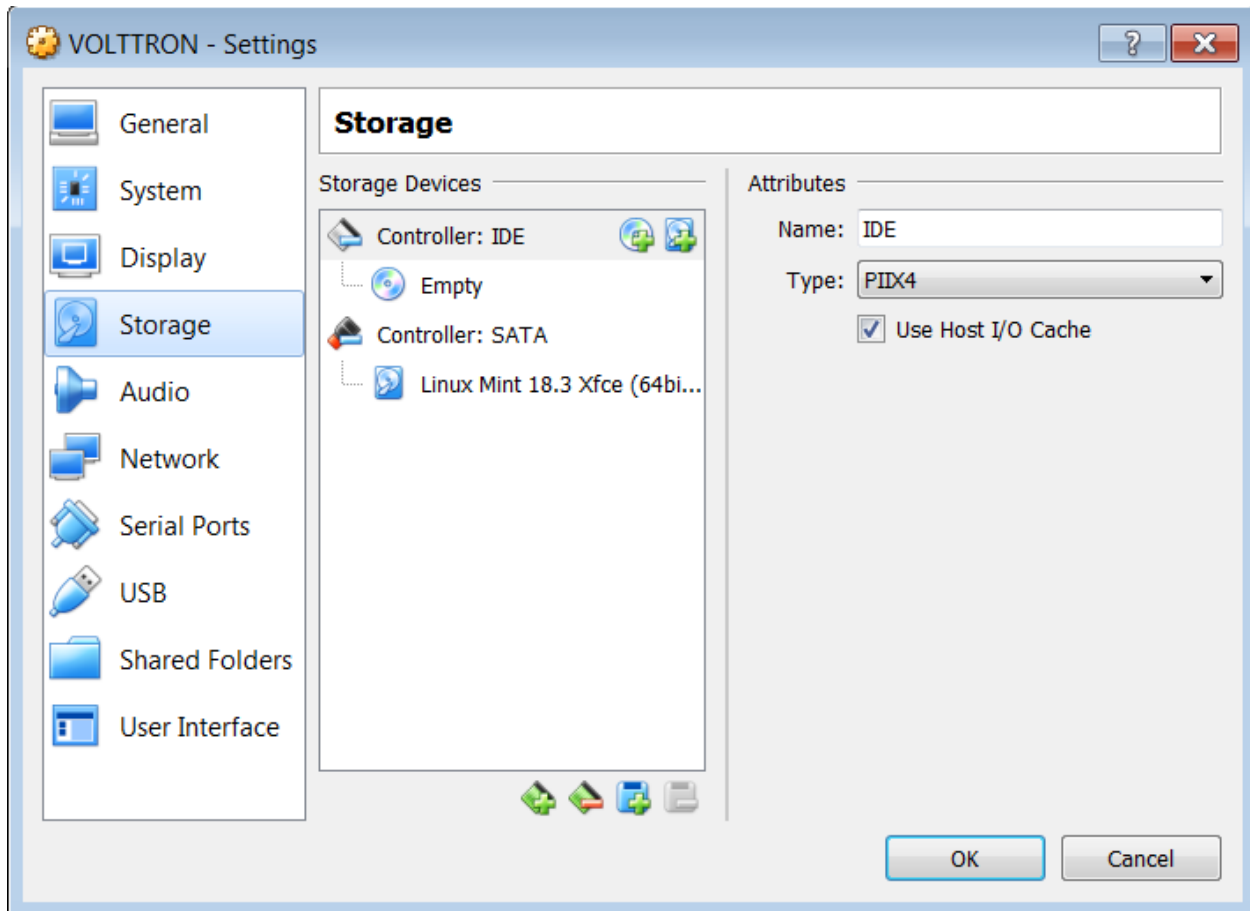 VOLTTRON - Settings
General
System
Display
Storage
Audio
Network
Serial Ports
USB
Shared Folders
User Interface
Storage
Storage Devices
Controller: IDE
Empty
Controller: SATA
Linux Mint 18.3 Xfce (64bi...
Attributes
Name: IDE
Type: PIIX4
Use Host I/O Cache
OK
Cancel